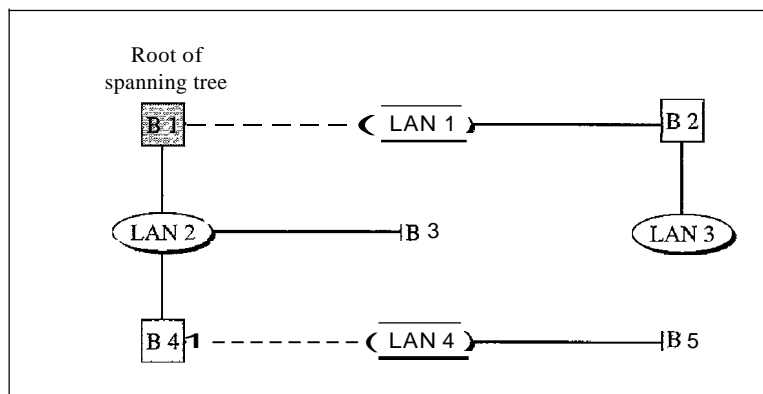 Root of
spanning tree
B 1
LAN 1
B 2
LAN 2
B 3
LAN 3
B 4
LAN 4
B 5